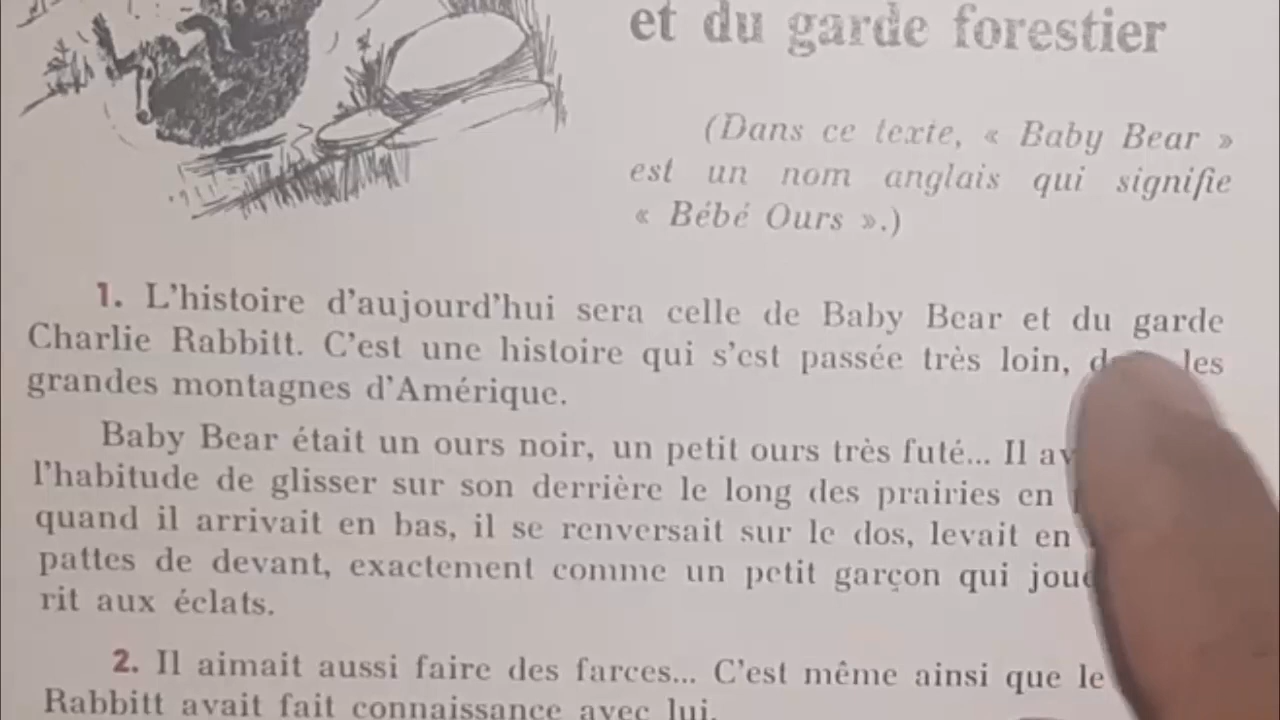 et du garde forestier
(Dans ce texte, « Baby Bear »
est un nom anglais qui signifie
« Bébé Ours ».)
1. L'histoire d'aujourd'hui sera celle de Baby Bear et du garde
Charlie Rabbitt. C'est une histoire qui s'est passée très loin, les
grandes montagnes d'Amérique.
Baby Bear était un ours noir, un petit ours très futé... Il
l'habitude de glisser sur son derrière le long des prairies en
quand il arrivait en bas, il se renversait sur le dos, levait en
pattes de devant, exactement comme un petit garçon qui
rit aux éclats.
2. Il aimait aussi faire des farces... C'est même ainsi que le
Rabbitt avait fait connaissance avec lui.